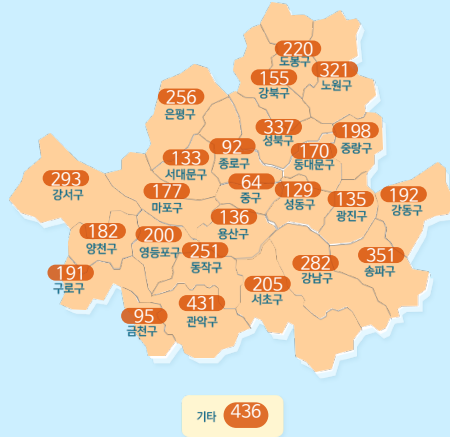 220
도봉구
321
노원구
155
강북구
256
은평구
337
성북구
198
중랑구
92
종로구
170
동대문구
133
서대문구
293
강서구
177
마포구
64
중구
129
성동구
135
광진구
192
강동구
136
용산구
182
양천구
200
영등포구
251
동작구
282
강남구
351
송파구
191
구로구
205
서초구
431
관악구
95
금천구
기타 436